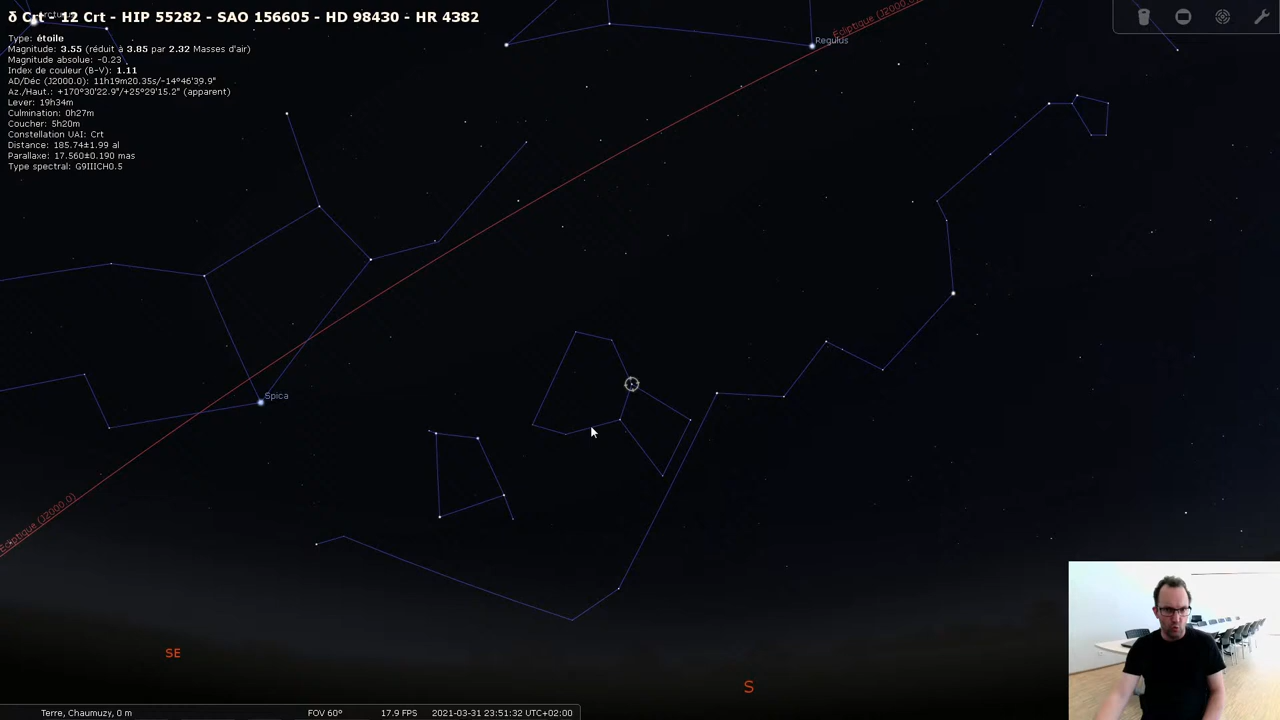 δ Crt - 12 Crt - HIP 55282 - SAO 156605 - HD 98430 - HR 4382
Type: étoile
Magnitude: 3.55 (réduit à 3.85 par 2.32 Masses d'air)
Magnitude absolue: -0.23
Index de couleur (B-V): 1.11
AD/Déc (J2000.0): 11h19m20.35s/-14°46'39.9"
Az./Haut.: +170°30'22.9"/+25°29'15.2" (apparent)
Lever: 19h34m
Culmination: 0h27m
Coucher: 5h20m
Constellation UAI: Crt
Distance: 185.74±1.99 al
Parallaxe: 17.560±0.190 mas
Type spectral: G9IIICH0.5
Écliptique (J2000.0)
Regulus
Spica
Écliptique (J2000.0)
SE
S
Terre, Chaumuzy, 0 m
FOV 60°
17.9 FPS
2021-03-31 23:51:32 UTC+02:00